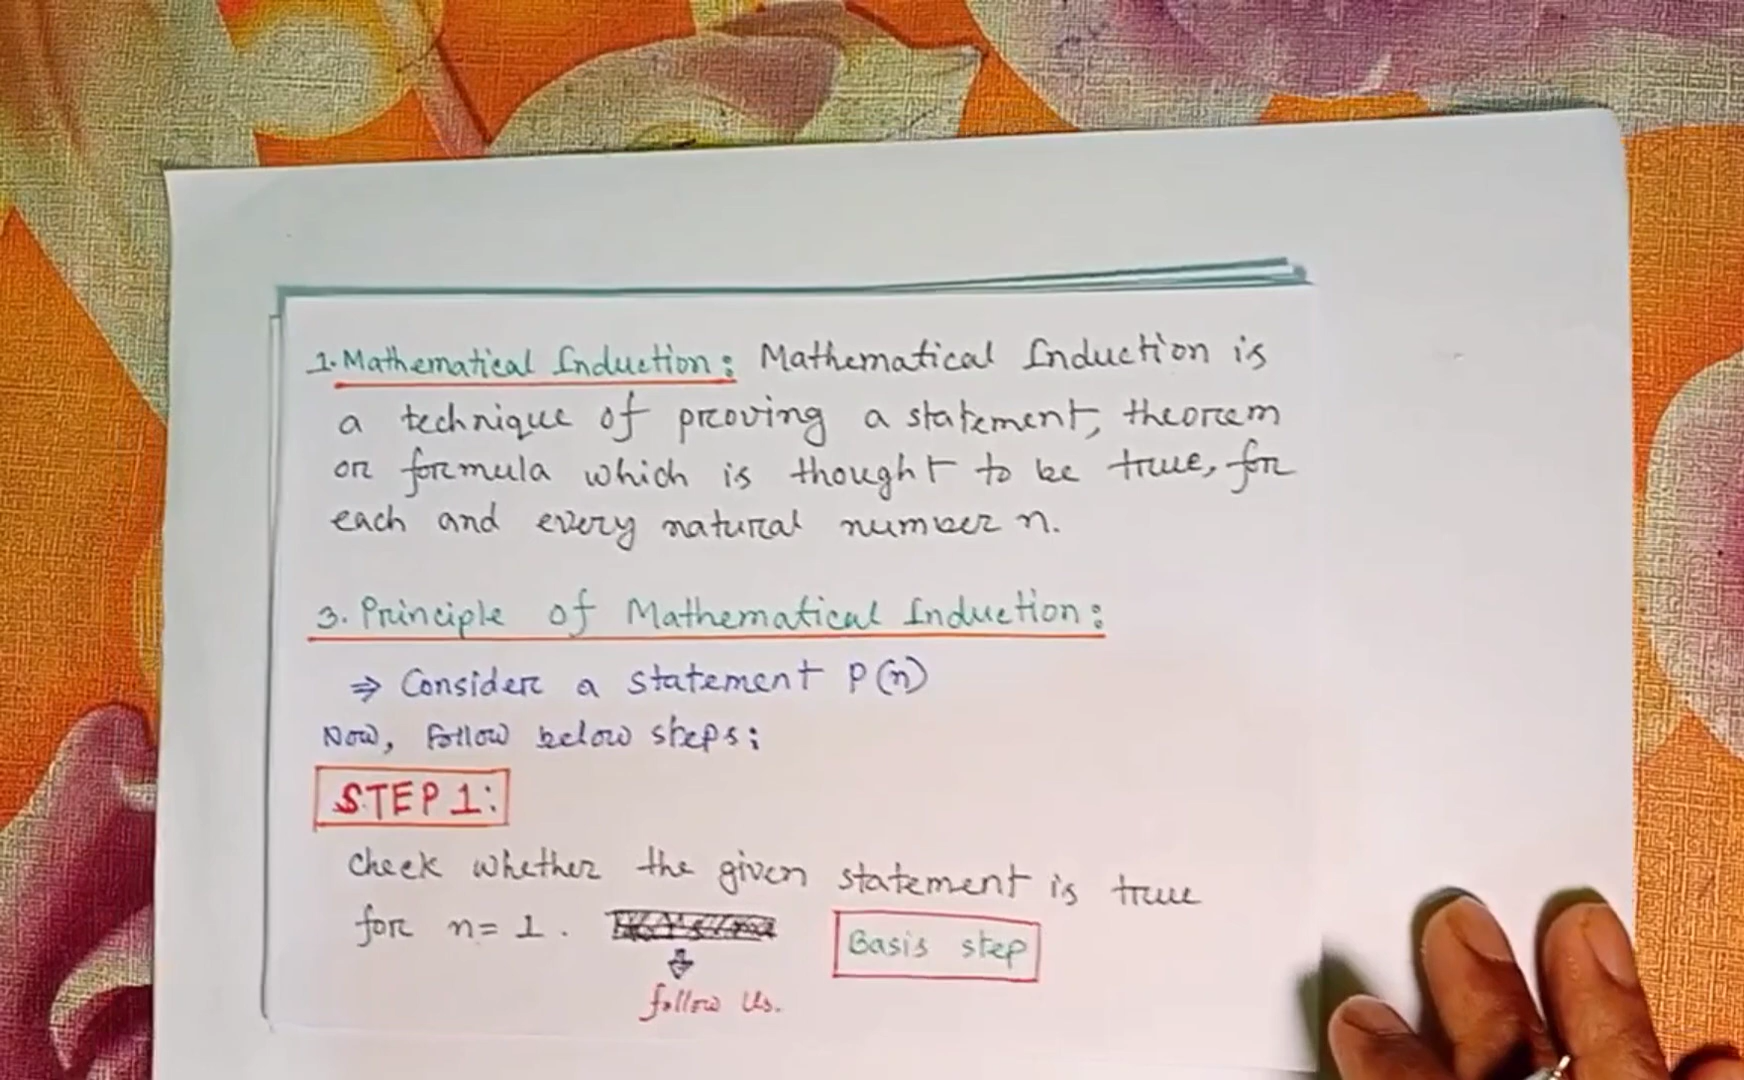 1. Mathematical Induction: Mathematical Induction is
a technique of proving a statement, theorem
or formula which is thought to be true, for
each and every natural number n.
3. Principle of Mathematical Induction:
⇒ Consider a statement P(n)
Now, follow below steps:
STEP 1:
Check whether the given statement is true
for n = 1. Basis step
follow us.